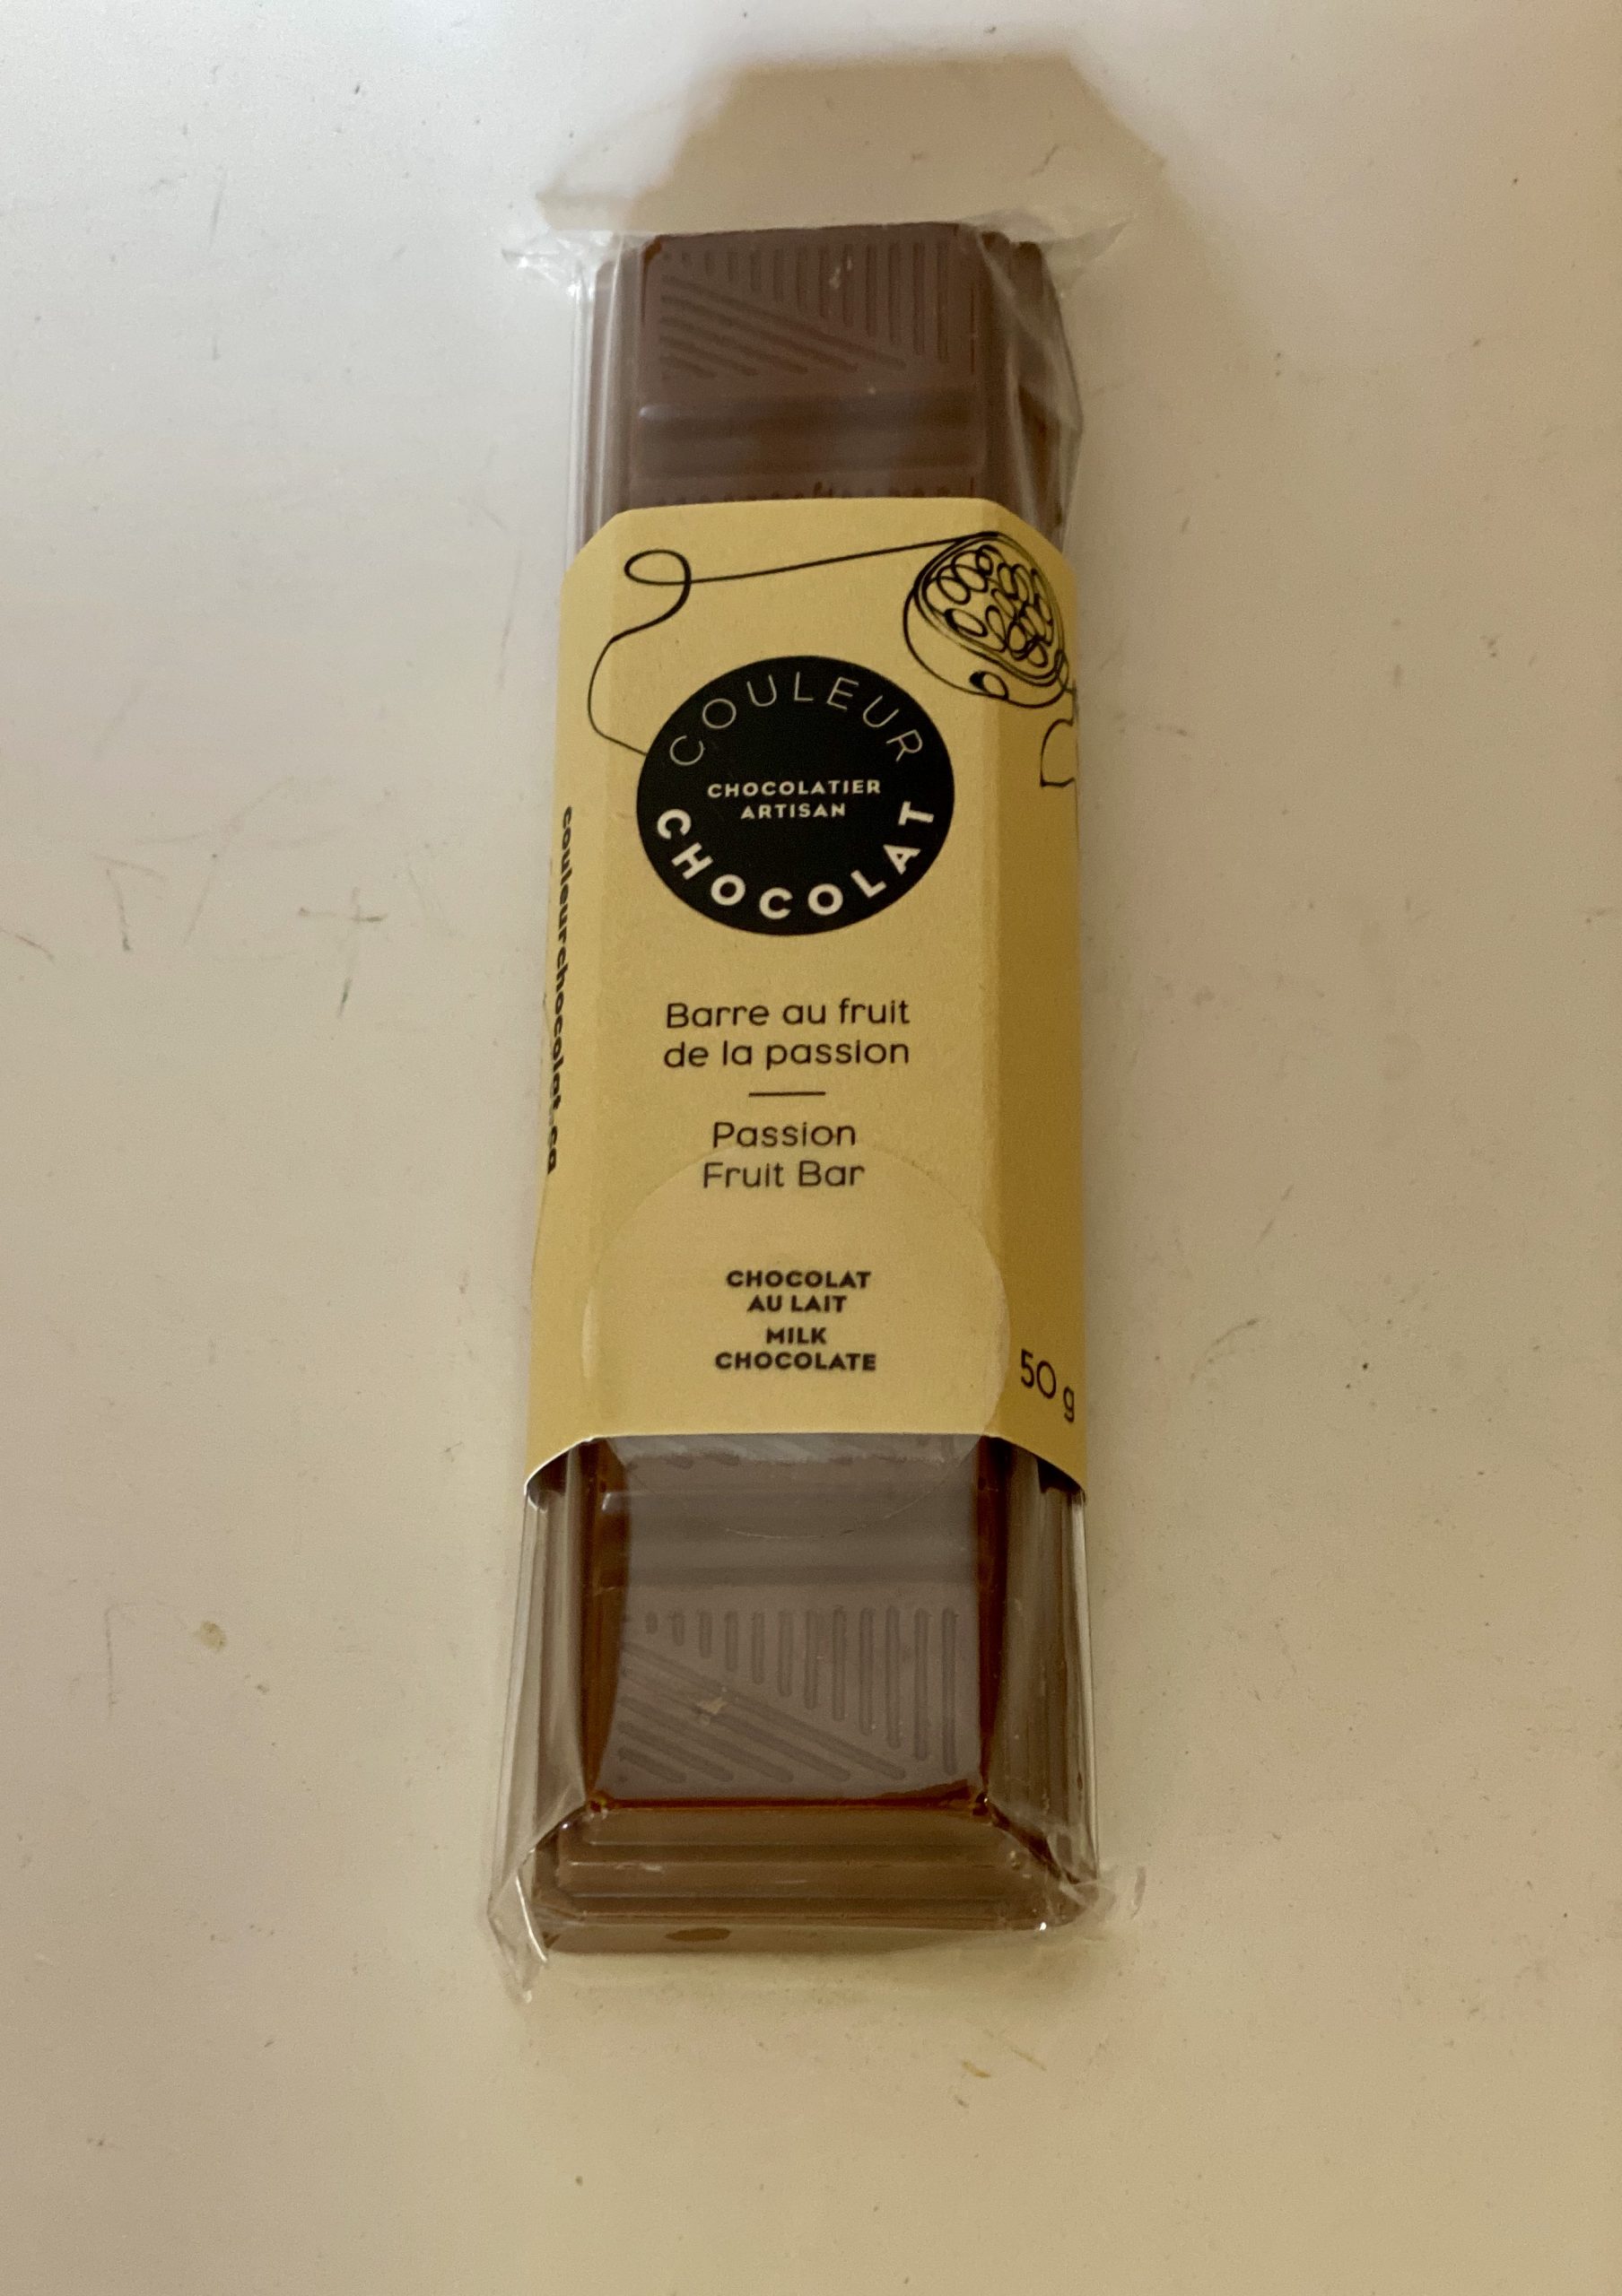 COULEUR
CHOCOLATIER
ARTISAN
CHOCOLAT
couleurchocolat.ca
Barre au fruit
de la passion
Passion
Fruit Bar
CHOCOLAT
AU LAIT
MILK
CHOCOLATE
50 g